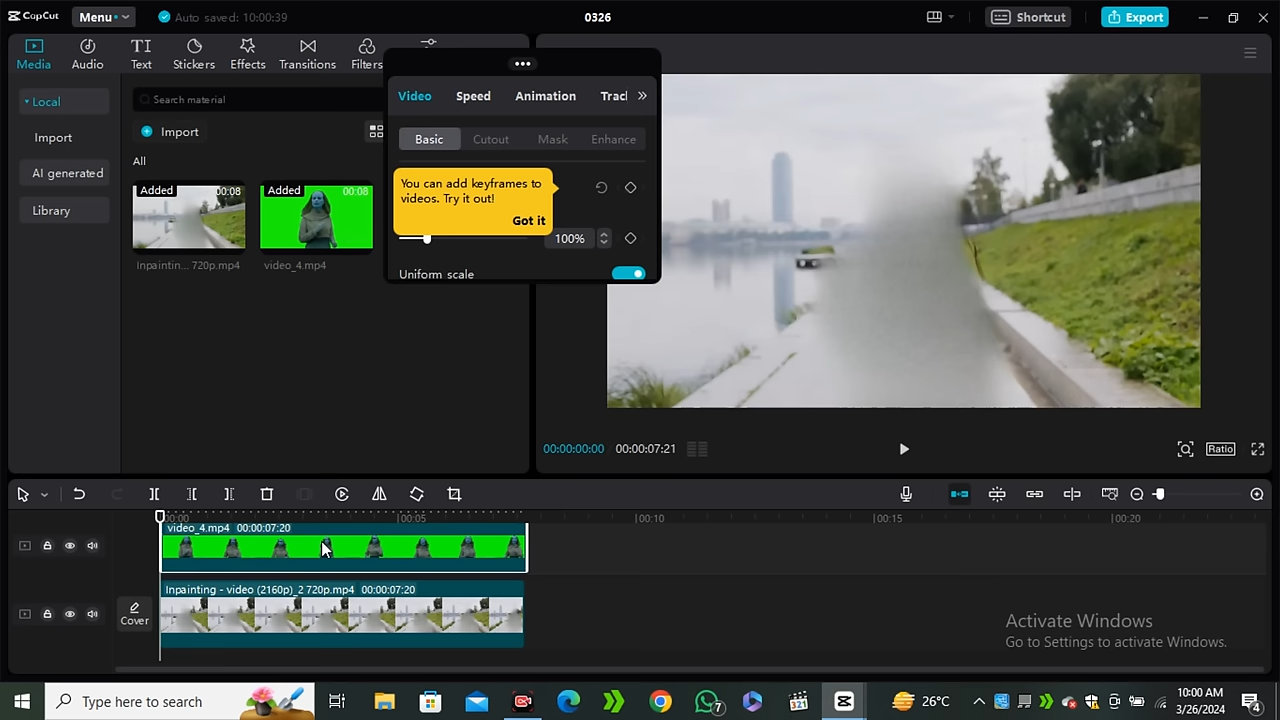 CapCut
Menu
Auto saved: 10:00:39
0326
Shortcut
Export
Media
Audio
Text
Stickers
Effects
Transitions
Filters
Local
Import
AI generated
Library
Search material
Import
All
Added
00:08
Inpaintin... 720p.mp4
Added
00:08
video_4.mp4
Video
Speed
Animation
Basic
Cutout
Mask
Enhance
You can add keyframes to
videos. Try it out!
Got it
100%
Uniform scale
00:00:00:00
00:00:07:21
Ratio
00:00
00:05
00:10
00:15
00:20
video_4.mp4 00:00:07:20
Inpainting - video (2160p)_2 720p.mp4 00:00:07:20
Cover
Activate Windows
Go to Settings to activate Windows.
Type here to search
7
321
26°C
10:00 AM
3/26/2024
4